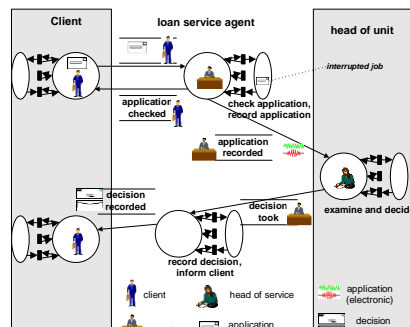 Client
loan service agent
head of unit
interrupted job
application
checked
check application,
record application
application
recorded
decision
recorded
decision
took
examine and decide
record decision,
inform client
client
head of service
application
(electronic)
application
decision